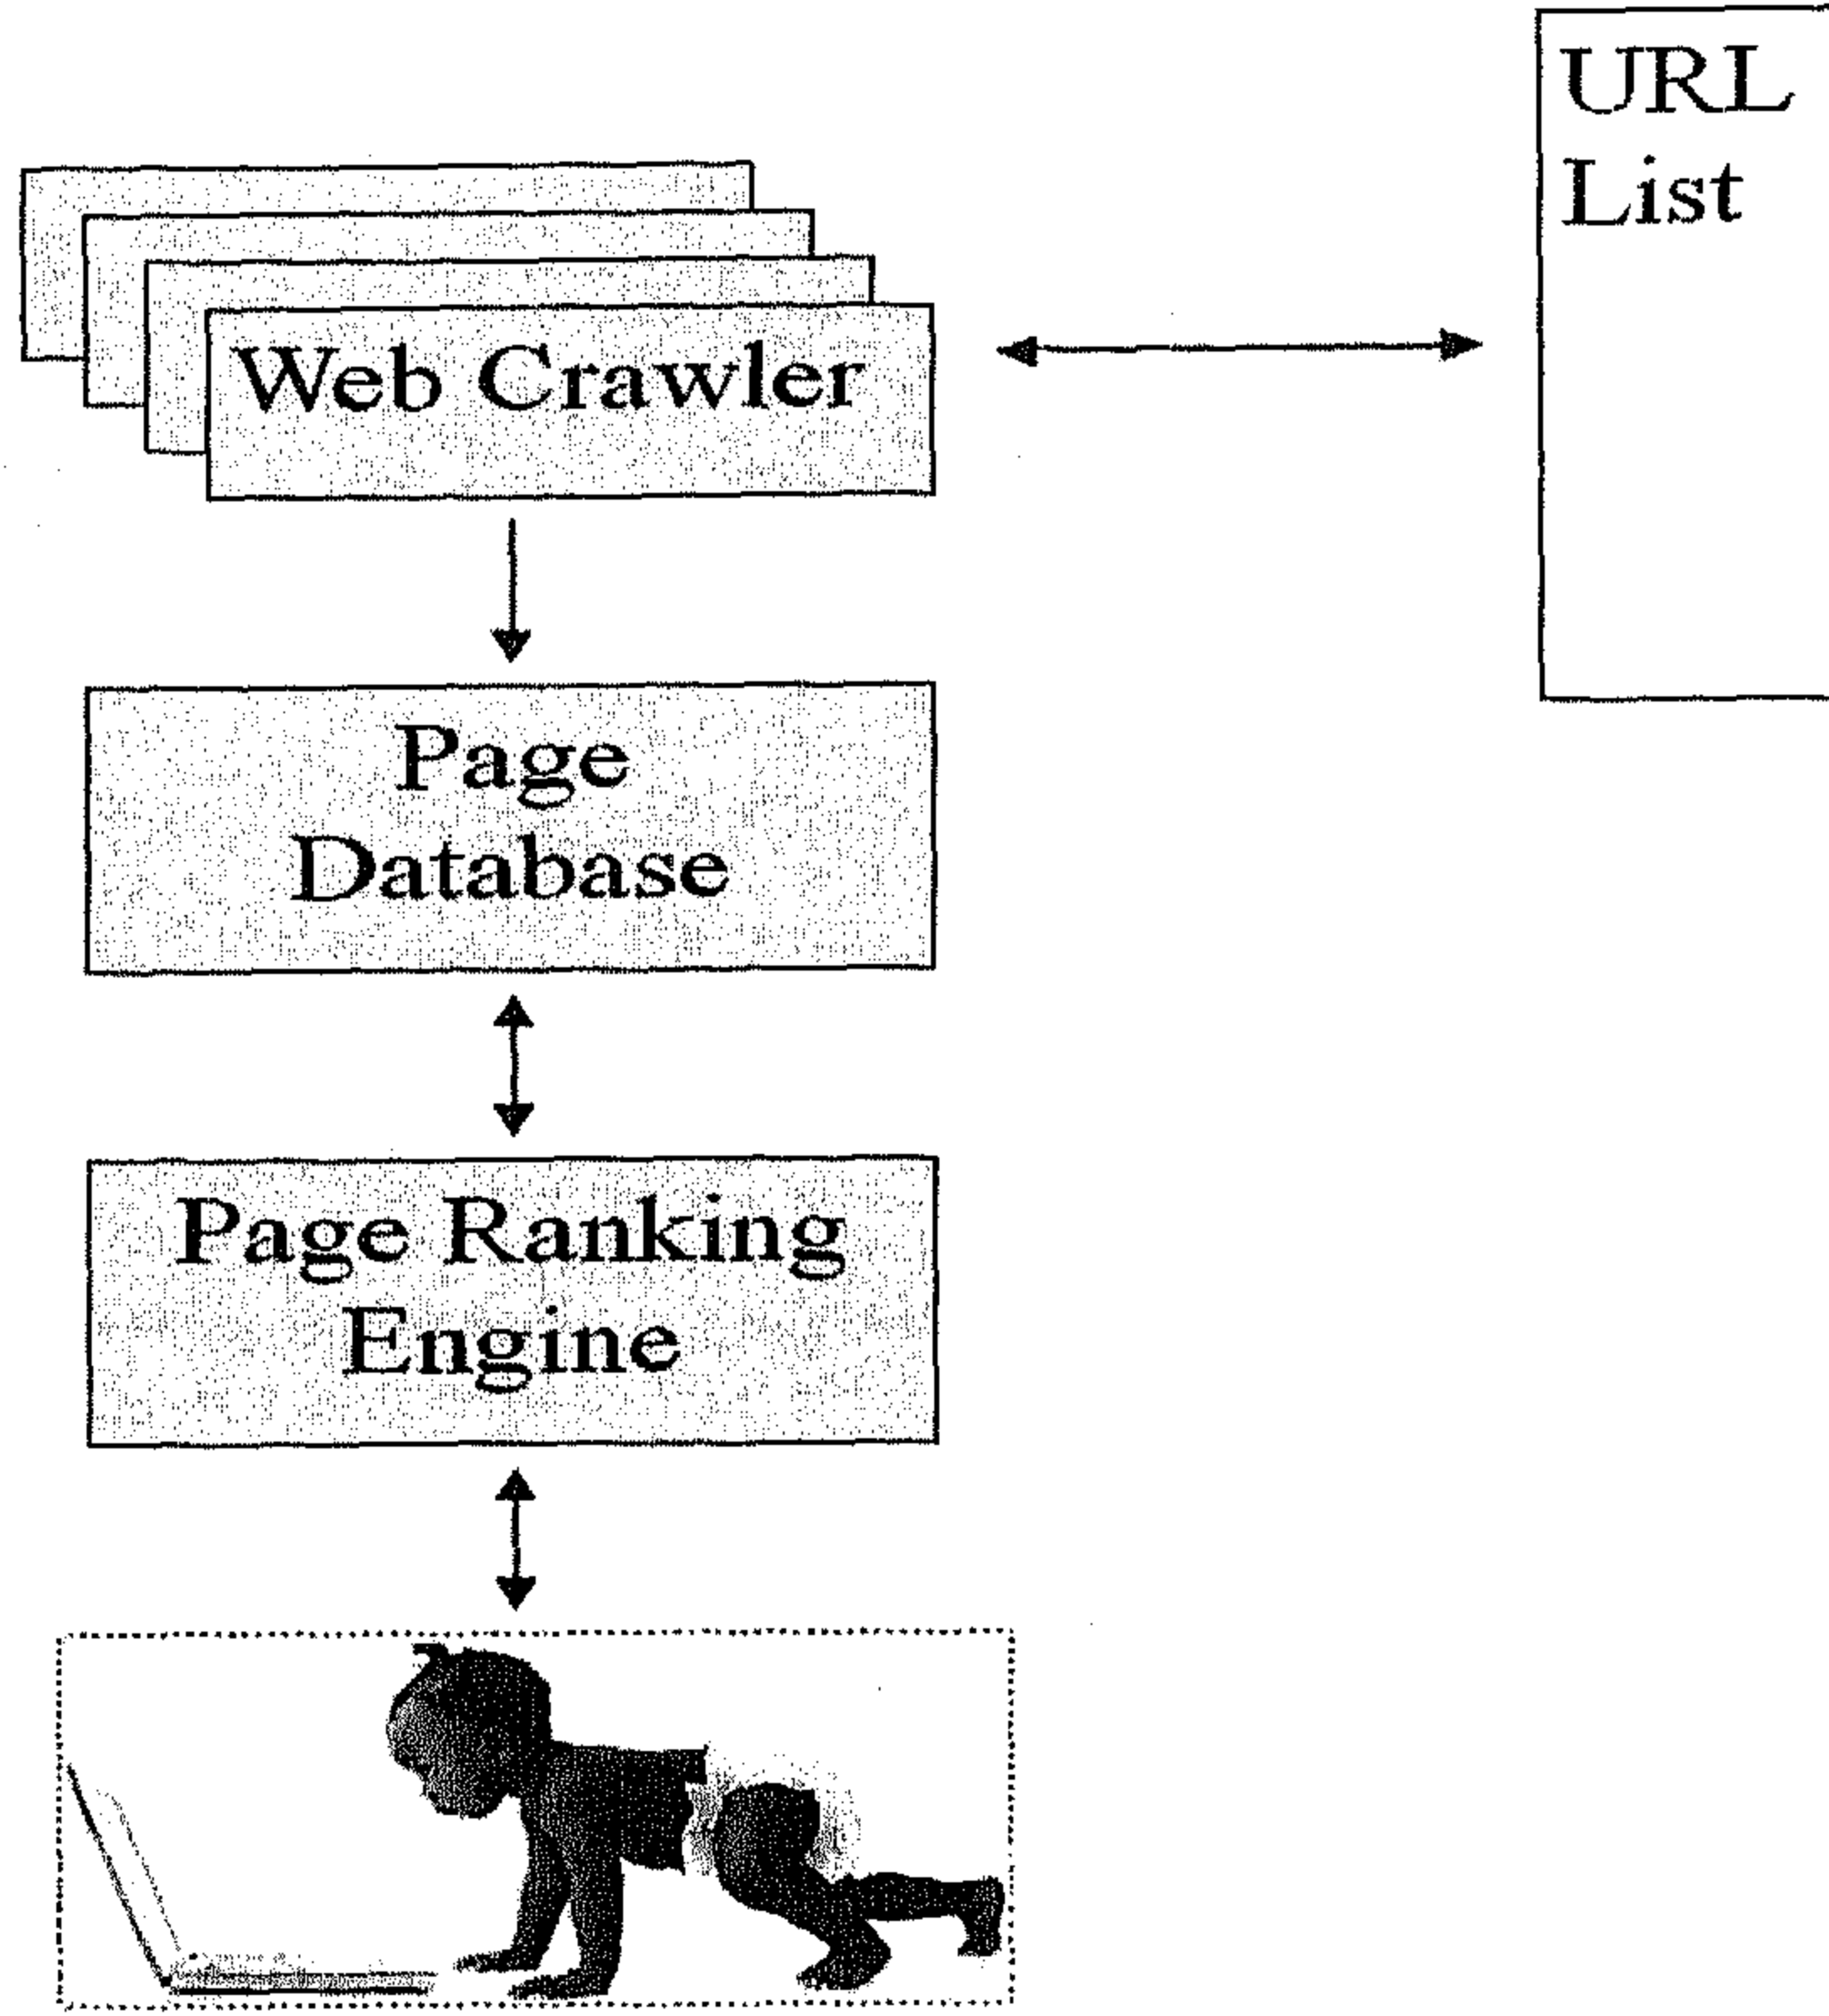 URL
List
Web Crawler
Page
Database
Page Ranking
Engine